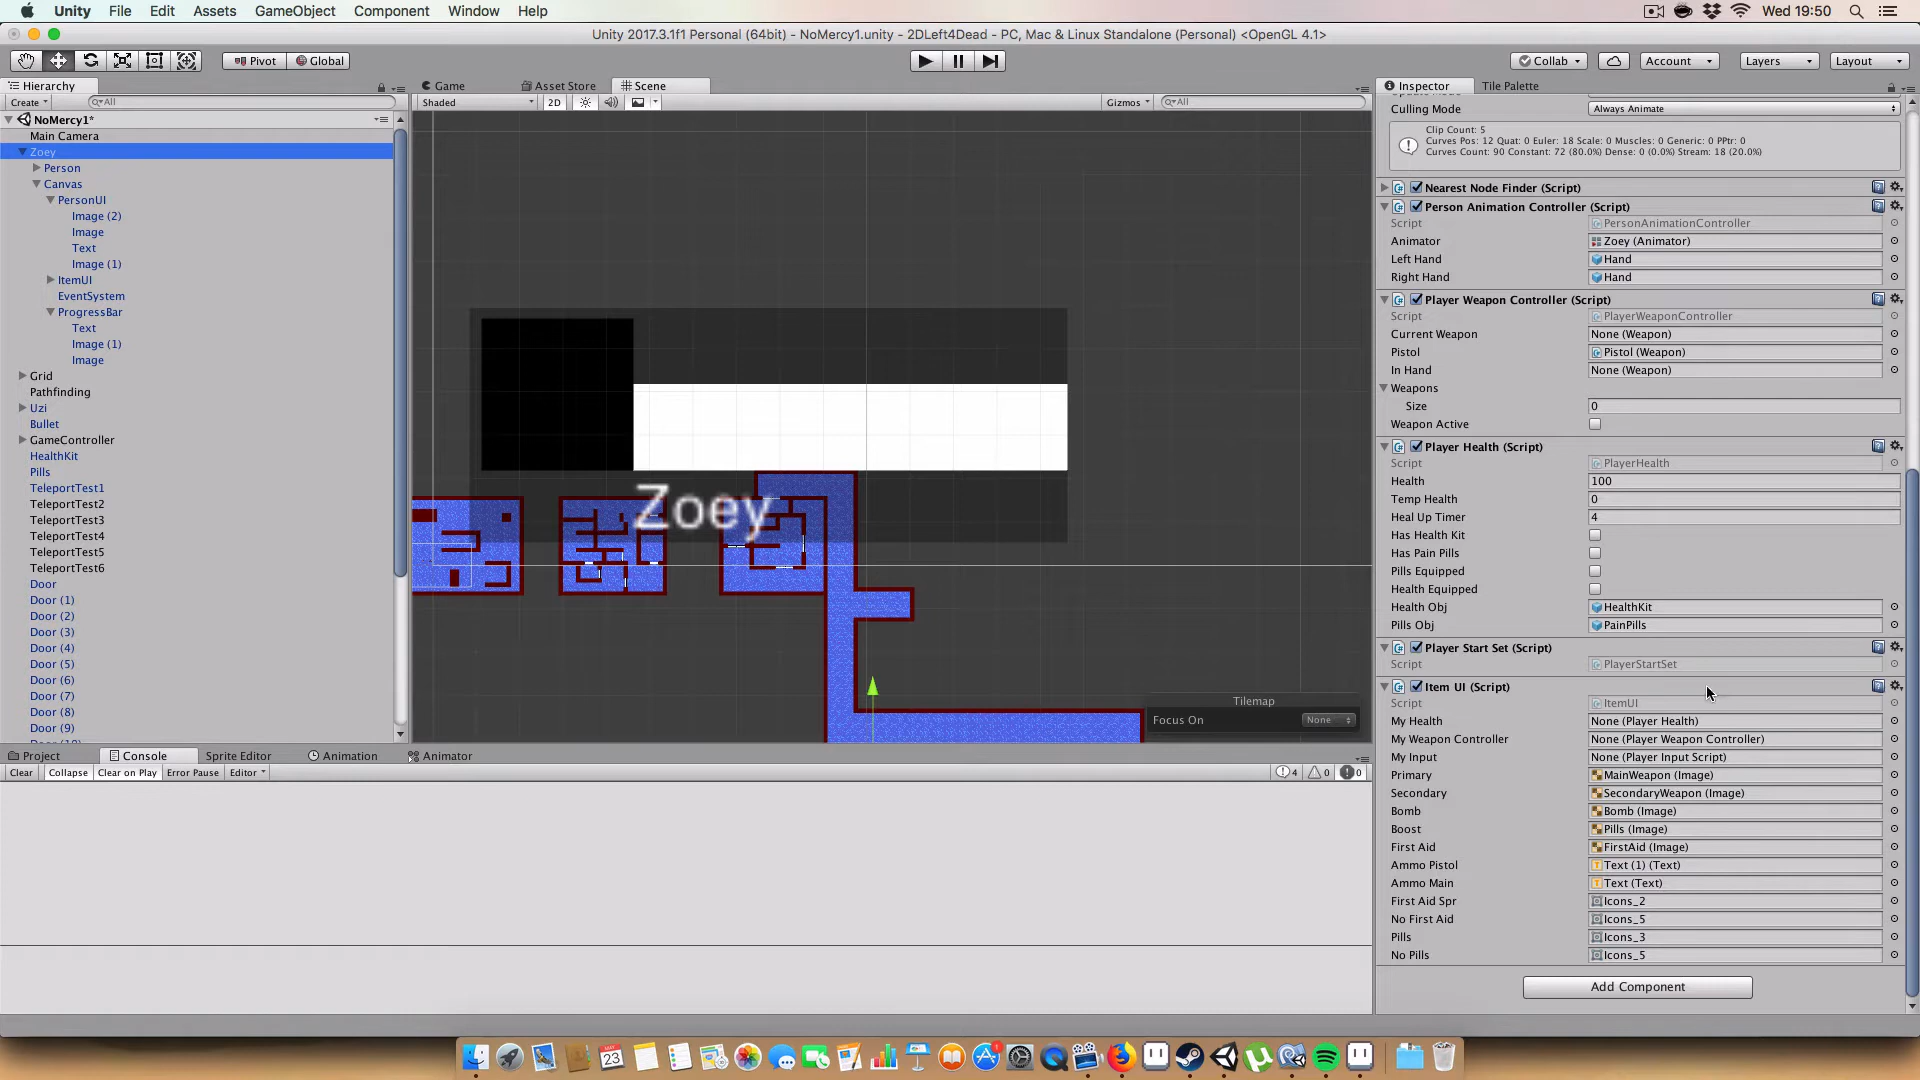 Unity File Edit Assets GameObject Component Window Help Wed 19:50
Unity 2017.3.1f1 Personal (64bit) - NoMercy1.unity - 2DLeft4Dead - PC, Mac & Linux Standalone (Personal) <OpenGL 4.1>
Pivot Global Collab Account Layers Layout
Hierarchy
Create All
NoMercy1*
Main Camera
Zoey
Person
Canvas
PersonUI
Image (2)
Image
Text
Image (1)
ItemUI
EventSystem
ProgressBar
Text
Image (1)
Image
Grid
Pathfinding
Uzi
Bullet
GameController
HealthKit
Pills
TeleportTest1
TeleportTest2
TeleportTest3
TeleportTest4
TeleportTest5
TeleportTest6
Door
Door (1)
Door (2)
Door (3)
Door (4)
Door (5)
Door (6)
Door (7)
Door (8)
Door (9)
Game Asset Store Scene
Shaded 2D Gizmos All
Zoey
Tilemap
Focus On None
Inspector Tile Palette
Culling Mode Always Animate
Clip Count: 5
Curves Pos: 12 Quat: 0 Euler: 18 Scale: 0 Muscles: 0 Generic: 0 PPtr: 0
Curves Count: 90 Constant: 72 (80.0%) Dense: 0 (0.0%) Stream: 18 (20.0%)
Nearest Node Finder (Script)
Person Animation Controller (Script)
Script PersonAnimationController
Animator Zoey (Animator)
Left Hand Hand
Right Hand Hand
Player Weapon Controller (Script)
Script PlayerWeaponController
Current Weapon None (Weapon)
Pistol Pistol (Weapon)
In Hand None (Weapon)
Weapons
Size 0
Weapon Active
Player Health (Script)
Script PlayerHealth
Health 100
Temp Health 0
Heal Up Timer 4
Has Health Kit
Has Pain Pills
Pills Equipped
Health Equipped
Health Obj HealthKit
Pills Obj PainPills
Player Start Set (Script)
Script PlayerStartSet
Item UI (Script)
Script ItemUI
My Health None (Player Health)
My Weapon Controller None (Player Weapon Controller)
My Input None (Player Input Script)
Primary MainWeapon (Image)
Secondary SecondaryWeapon (Image)
Bomb Bomb (Image)
Boost Pills (Image)
First Aid FirstAid (Image)
Ammo Pistol Text (1) (Text)
Ammo Main Text (Text)
First Aid Spr Icons_2
No First Aid Icons_5
Pills Icons_3
No Pills Icons_5
Add Component
Project Console Sprite Editor Animation Animator
Clear Collapse Clear on Play Error Pause Editor 4 0 0
23